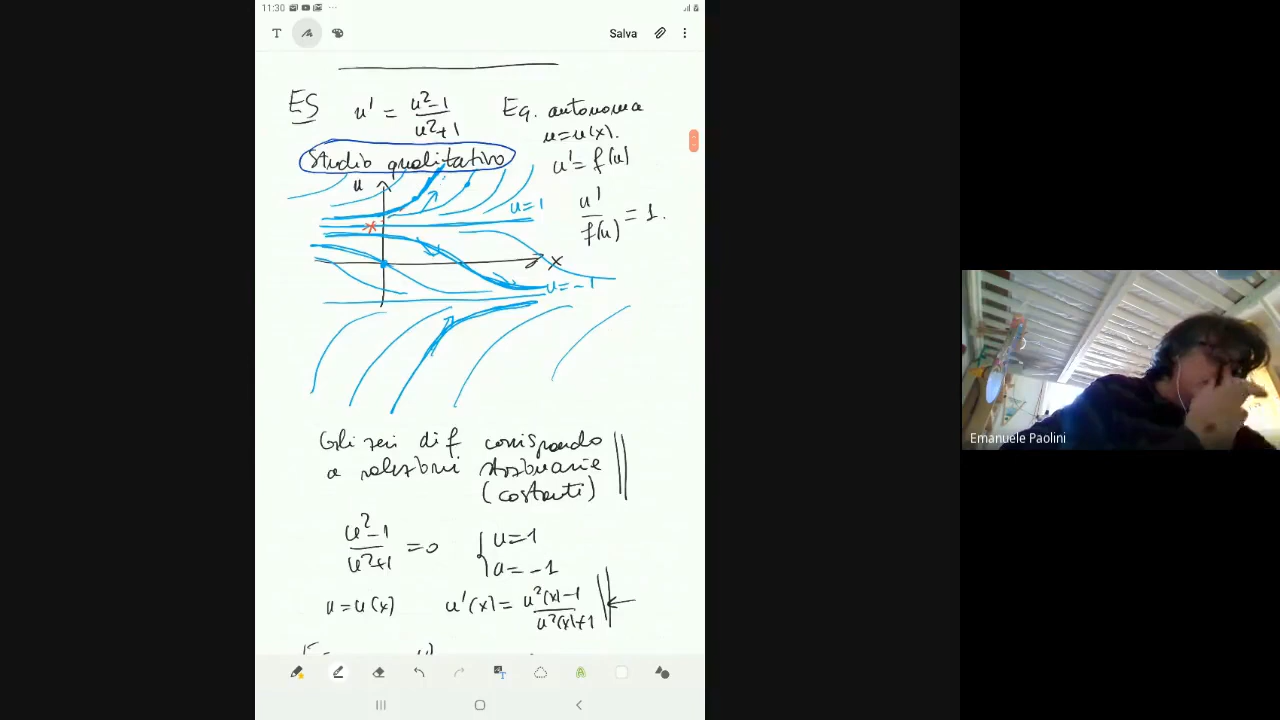 11:30
T
Salva
ES u' = (u²-1)/(u²+1) Eq. autonoma
u=u(x).
Studio qualitativo u' = f(u)
u
u'/f(u) = 1.
u=1
x
u=-1
Gli zeri di f corrispondo
a soluzioni stazionarie
(costanti)
(u²-1)/(u²+1) =0 { u=1
u=-1
u=u(x) u'(x)= (u²(x)-1)/(u²(x)+1)
Emanuele Paolini